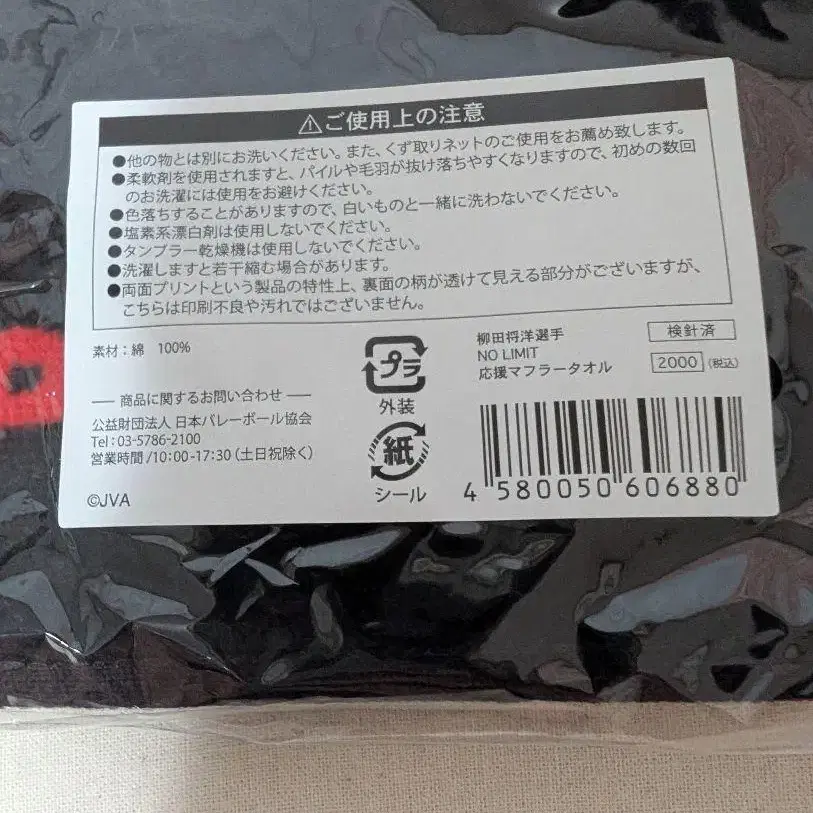 ⚠ご使用上の注意
●他の物とは別にお洗いください。また、くず取りネットのご使用をお薦め致します。
●柔軟剤を使用されますと、パイルや毛羽が抜け落ちやすくなりますので、初めの数回
のお洗濯には使用をお避けください。
●色落ちすることがありますので、白いものと一緒に洗わないでください。
●塩素系漂白剤は使用しないでください。
●タンブラー乾燥機は使用しないでください。
●洗濯しますと若干縮む場合があります。
●両面プリントという製品の特性上、裏面の柄が透けて見える部分がございますが、
こちらは印刷不良や汚れではございません。
素材：綿 100%
商品に関するお問い合わせ
公益財団法人 日本バレーボール協会
Tel：03-5786-2100
営業時間/10：00-17：30（土日祝除く）
©JVA
プラ
外装
紙
シール
柳田将洋選手
NO LIMIT
応援マフラータオル
検針済
2000（税込）
4 580050 606880